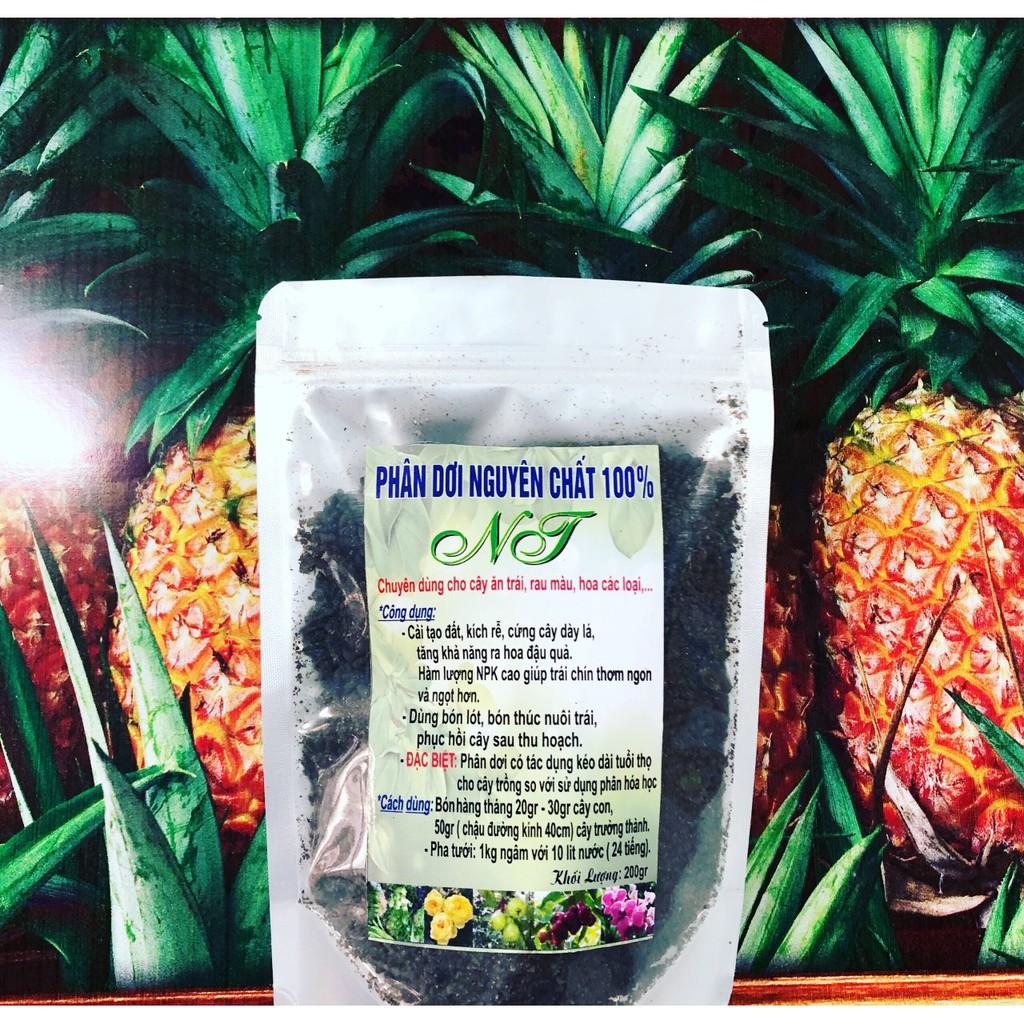 PHÂN DƠI NGUYÊN CHẤT 100%
NT
Chuyên dùng cho cây ăn trái, rau màu, hoa các loại,...
*Công dụng:
- Cải tạo đất, kích rễ, cứng cây dày lá,
tăng khả năng ra hoa đậu quả.
Hàm lượng NPK cao giúp trái chín thơm ngon
và ngọt hơn.
- Dùng bón lót, bón thúc nuôi trái,
phục hồi cây sau thu hoạch.
- ĐẶC BIỆT: Phân dơi có tác dụng kéo dài tuổi thọ
cho cây trồng so với sử dụng phân hóa học
*Cách dùng: Bón hàng tháng 20gr - 30gr cây con,
50gr ( chậu đường kính 40cm) cây trưởng thành.
- Pha tưới: 1kg ngâm với 10 lít nước ( 24 tiếng).
Khối Lượng: 200gr